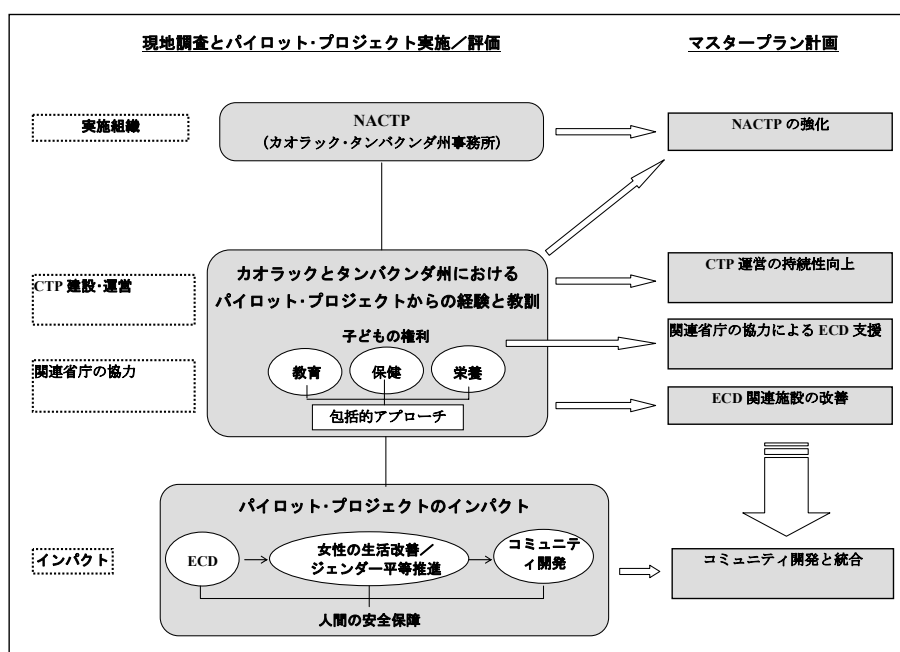 現地調査とパイロット・プロジェクト実施／評価
マスタープラン計画
実施組織
NACTP
(カオラック・タンバクンダ州事務所)
NACTP の強化
カオラックとタンバクンダ州における
パイロット・プロジェクトからの経験と教訓
CTP 建設・運営
CTP 運営の持続性向上
子どもの権利
関連省庁の協力による ECD 支援
関連省庁の協力
教育
保健
栄養
包括的アプローチ
ECD 関連施設の改善
パイロット・プロジェクトのインパクト
インパクト
ECD
女性の生活改善／
ジェンダー平等推進
コミュニテ
ィ開発
コミュニティ開発と統合
人間の安全保障